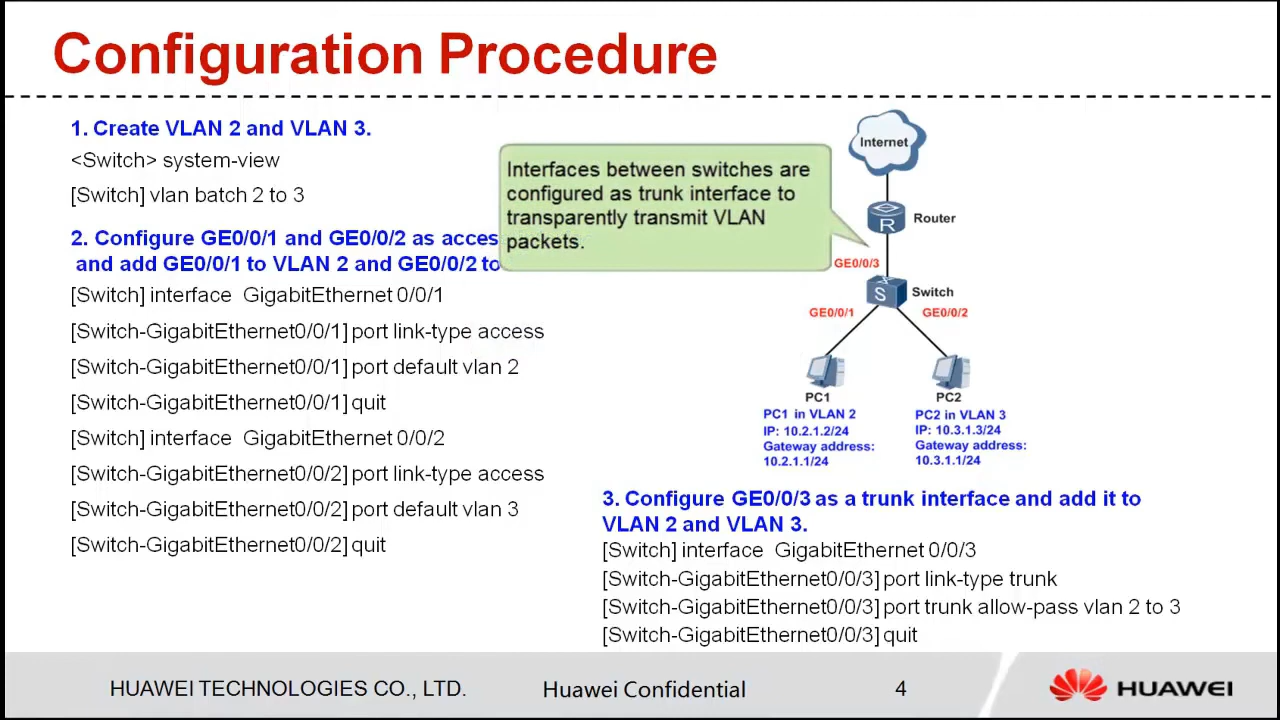 Configuration Procedure
1. Create VLAN 2 and VLAN 3.
<Switch> system-view
[Switch] vlan batch 2 to 3
2. Configure GE0/0/1 and GE0/0/2 as
and add GE0/0/1 to VLAN 2 and GE0/0/2 to
[Switch] interface GigabitEthernet 0/0/1
[Switch-GigabitEthernet0/0/1] port link-type access
[Switch-GigabitEthernet0/0/1] port default vlan 2
[Switch-GigabitEthernet0/0/1] quit
[Switch] interface GigabitEthernet 0/0/2
[Switch-GigabitEthernet0/0/2] port link-type access
[Switch-GigabitEthernet0/0/2] port default vlan 3
[Switch-GigabitEthernet0/0/2] quit
Interfaces between switches are
configured as trunk interface to
transparently transmit VLAN
packets.
Internet
R
Router
GE0/0/3
S
Switch
GE0/0/1
GE0/0/2
PC1
PC1 in VLAN 2
IP: 10.2.1.2/24
Gateway address:
10.2.1.1/24
PC2
PC2 in VLAN 3
IP: 10.3.1.3/24
Gateway address:
10.3.1.1/24
3. Configure GE0/0/3 as a trunk interface and add it to
VLAN 2 and VLAN 3.
[Switch] interface GigabitEthernet 0/0/3
[Switch-GigabitEthernet0/0/3] port link-type trunk
[Switch-GigabitEthernet0/0/3] port trunk allow-pass vlan 2 to 3
[Switch-GigabitEthernet0/0/3] quit
HUAWEI TECHNOLOGIES CO., LTD.
Huawei Confidential
4
HUAWEI